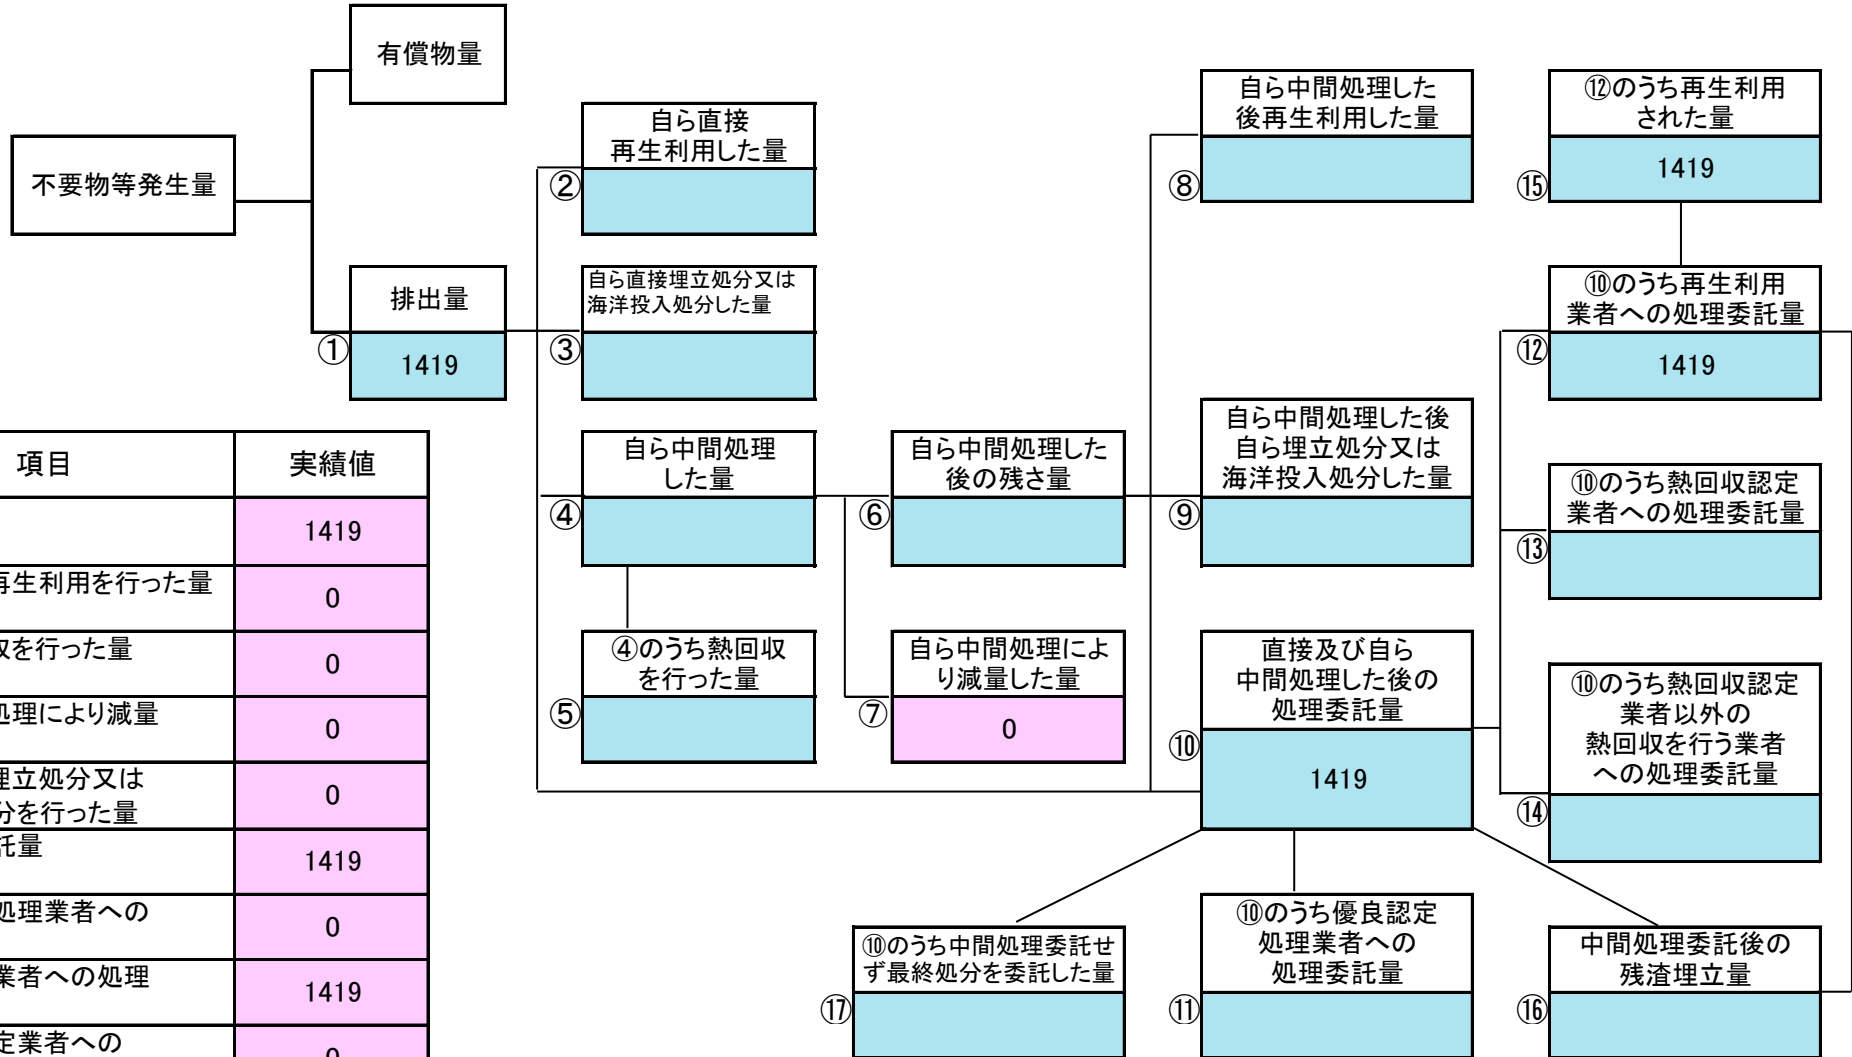 有償物量
不要物等発生量
排出量
①
1419
自ら直接
再生利用した量
②
自ら直接埋立処分又は
海洋投入処分した量
③
自ら中間処理
した量
④
④のうち熱回収
を行った量
⑤
自ら中間処理した
後の残さ量
⑥
自ら中間処理によ
り減量した量
⑦
0
自ら中間処理した
後再生利用した量
⑧
自ら中間処理した後
自ら埋立処分又は
海洋投入処分した量
⑨
直接及び自ら
中間処理した後の
処理委託量
⑩
1419
⑫のうち再生利用
された量
⑮
1419
⑩のうち再生利用
業者への処理委託量
⑫
1419
⑩のうち熱回収認定
業者への処理委託量
⑬
⑩のうち熱回収認定
業者以外の
熱回収を行う業者
への処理委託量
⑭
⑩のうち中間処理委託せ
ず最終処分を委託した量
⑰
⑩のうち優良認定
処理業者への
処理委託量
⑪
中間処理委託後の
残渣埋立量
⑯
項目
実績値
1419
再生利用を行った量
0
収を行った量
0
処理により減量
0
埋立処分又は
分を行った量
0
託量
1419
処理業者への
0
業者への処理
1419
定業者への
0